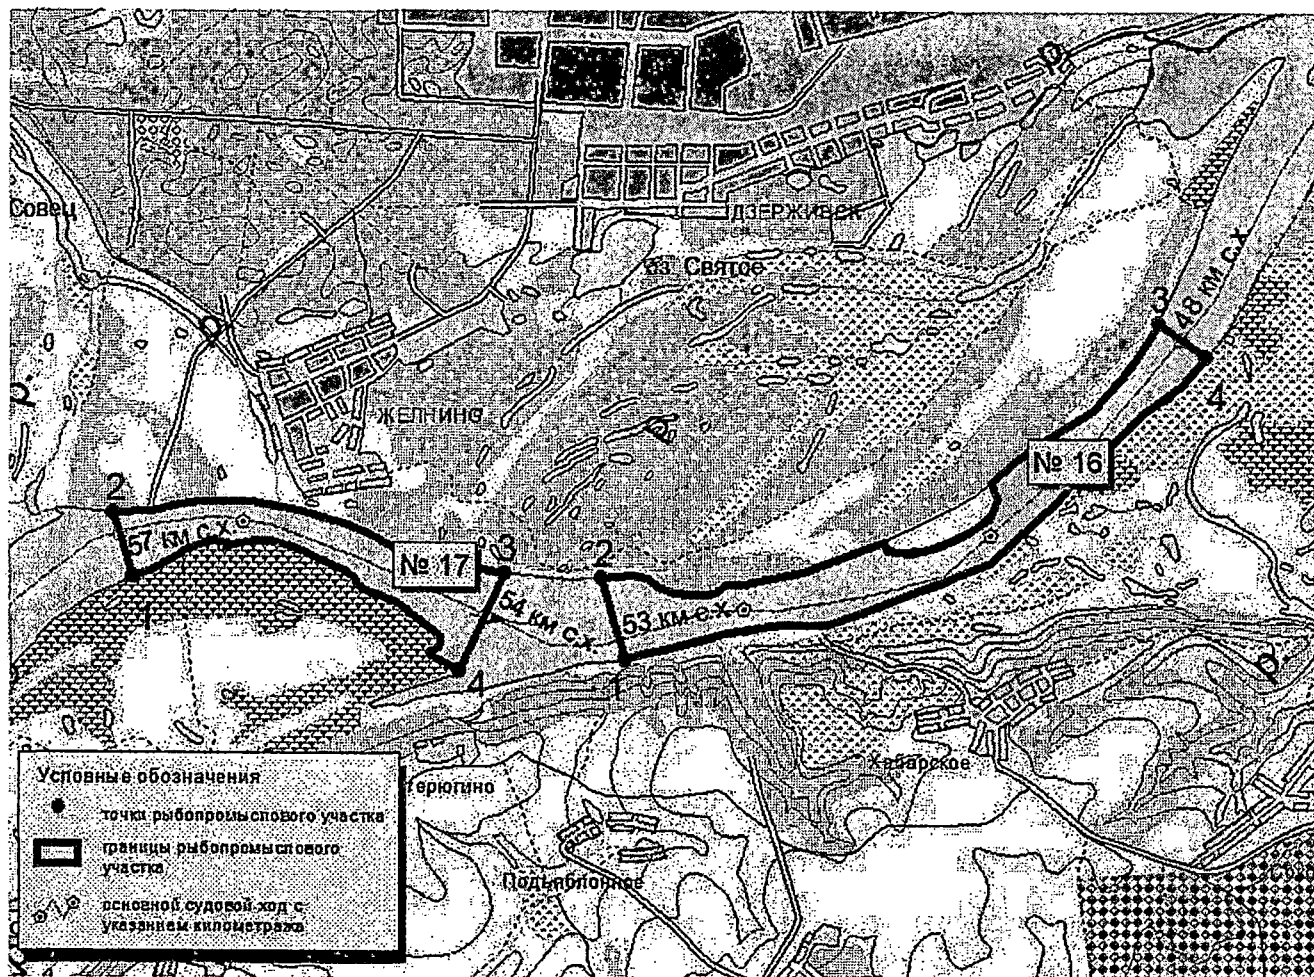 Совец
ДЗЕРЖИНСК
оз. Святое
р.
ЖЕЛНИНО
3
48 км с.х
4
№ 16
2
57 км с.х
1
№ 17
3
54 км с.х.
4
2
53 км с.х
1
Хабарское
Подъяблонное
Условные обозначения
точки рыбопромыслового участка
границы рыбопромыслового
участка
основной судовой ход с
указанием километража